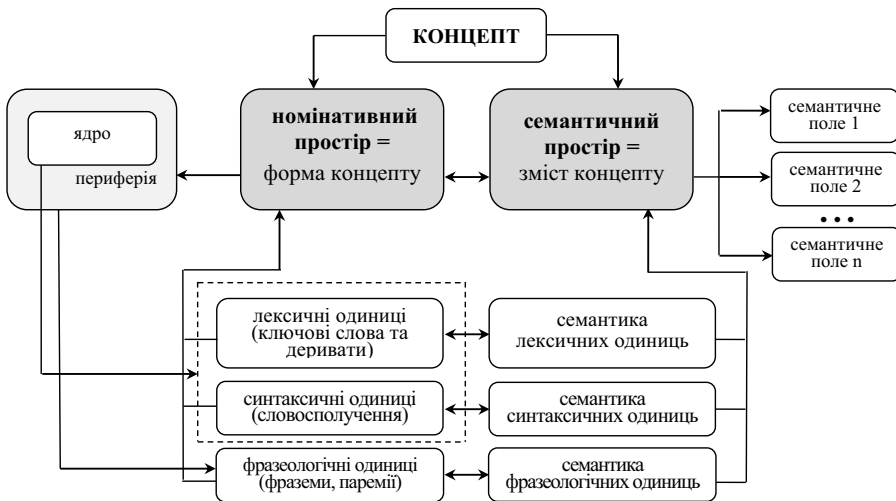 КОНЦЕПТ
номінативний
простір =
форма концепту
семантичний
простір =
зміст концепту
ядро
периферія
семантичне
поле 1
семантичне
поле 2
• • •
семантичне
поле n
лексичні одиниці
(ключові слова та
деривати)
семантика
лексичних одиниць
синтаксичні одиниці
(словосполучення)
семантика
синтаксичних одиниць
фразеологічні одиниці
(фраземи, паремії)
семантика
фразеологічних одиниць